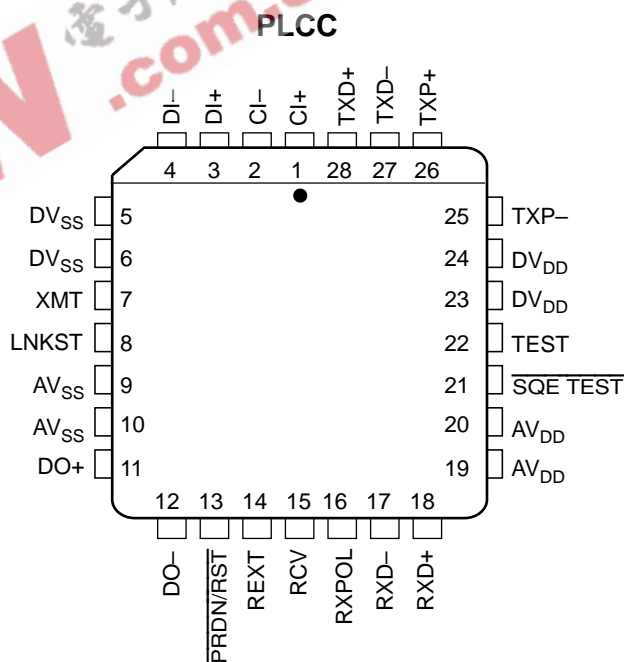 PLCC
電子
N
.com.
DI– DI+ CI– CI+ TXD+ TXD– TXP+
4 3 2 1 28 27 26
DVSS 5 25 TXP–
DVSS 6 24 DVDD
XMT 7 23 DVDD
LNKST 8 22 TEST
AVSS 9 21 SQE TEST
AVSS 10 20 AVDD
DO+ 11 19 AVDD
12 13 14 15 16 17 18
DO– PRDN/RST REXT RCV RXPOL RXD– RXD+